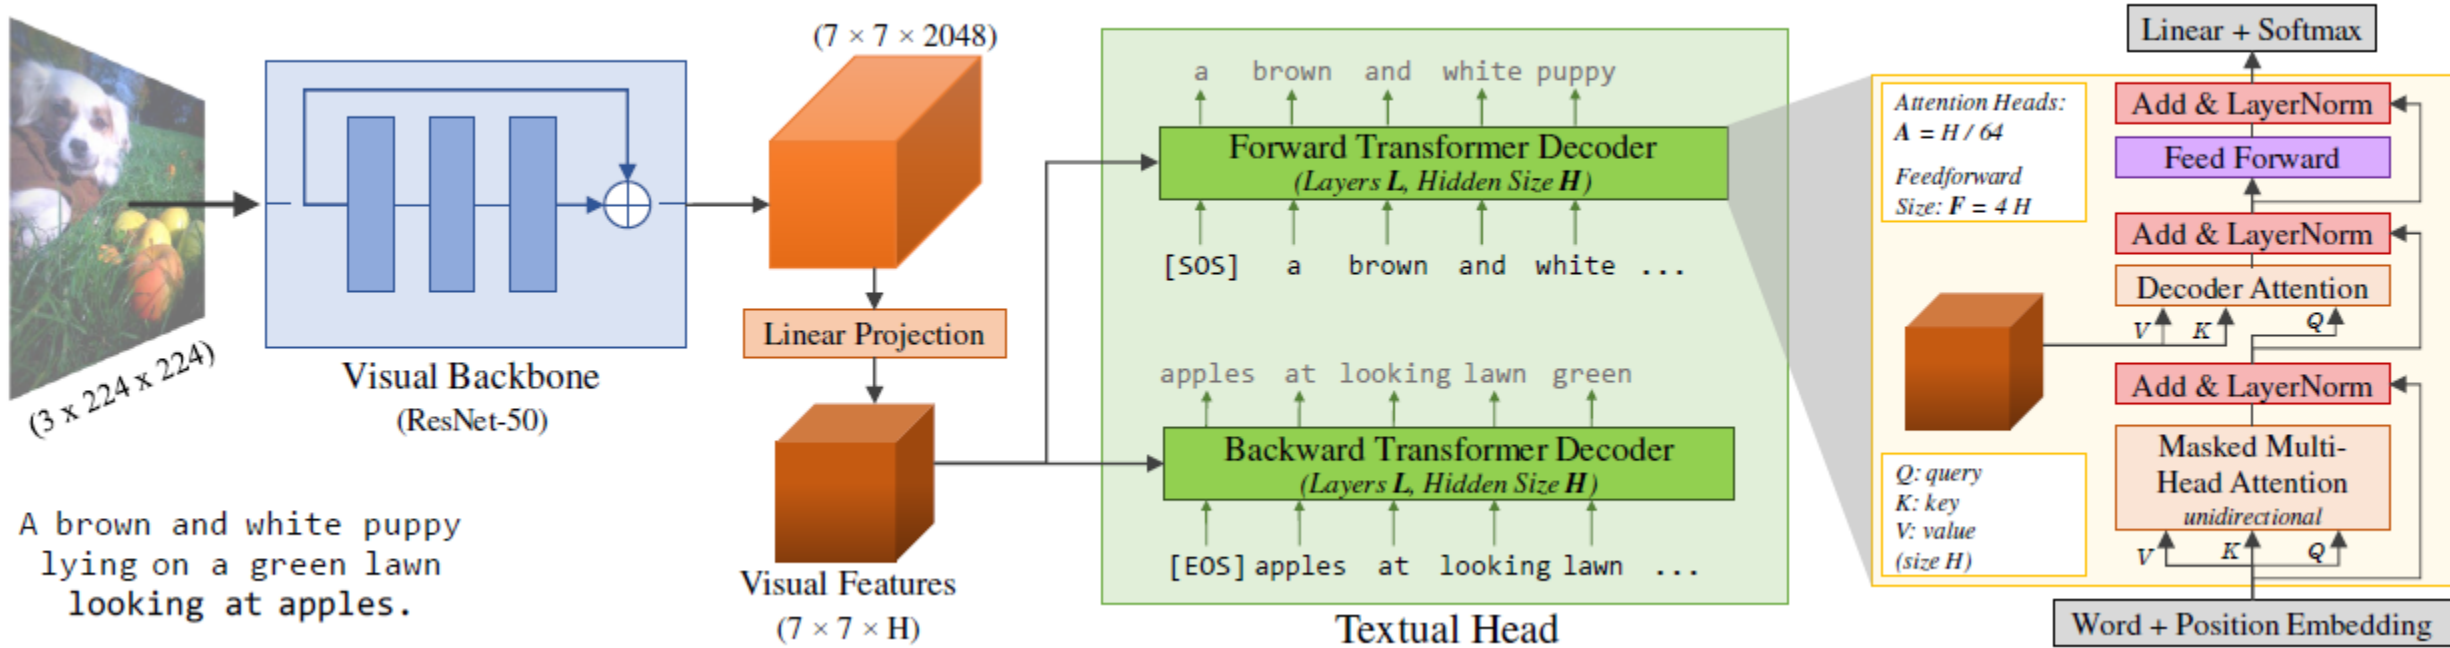 (3 x 224 x 224)
A brown and white puppy
lying on a green lawn
looking at apples.
Visual Backbone
(ResNet-50)
(7 × 7 × 2048)
Linear Projection
Visual Features
(7 × 7 × H)
a brown and white puppy
Forward Transformer Decoder
(Layers L, Hidden Size H)
[SOS] a brown and white ...
apples at looking lawn green
Backward Transformer Decoder
(Layers L, Hidden Size H)
[EOS] apples at looking lawn ...
Textual Head
Attention Heads:
A = H / 64
Feedforward
Size: F = 4 H
Q: query
K: key
V: value
(size H)
Linear + Softmax
Add & LayerNorm
Feed Forward
Add & LayerNorm
Decoder Attention
V K Q
Add & LayerNorm
Masked Multi-
Head Attention
unidirectional
V K Q
Word + Position Embedding